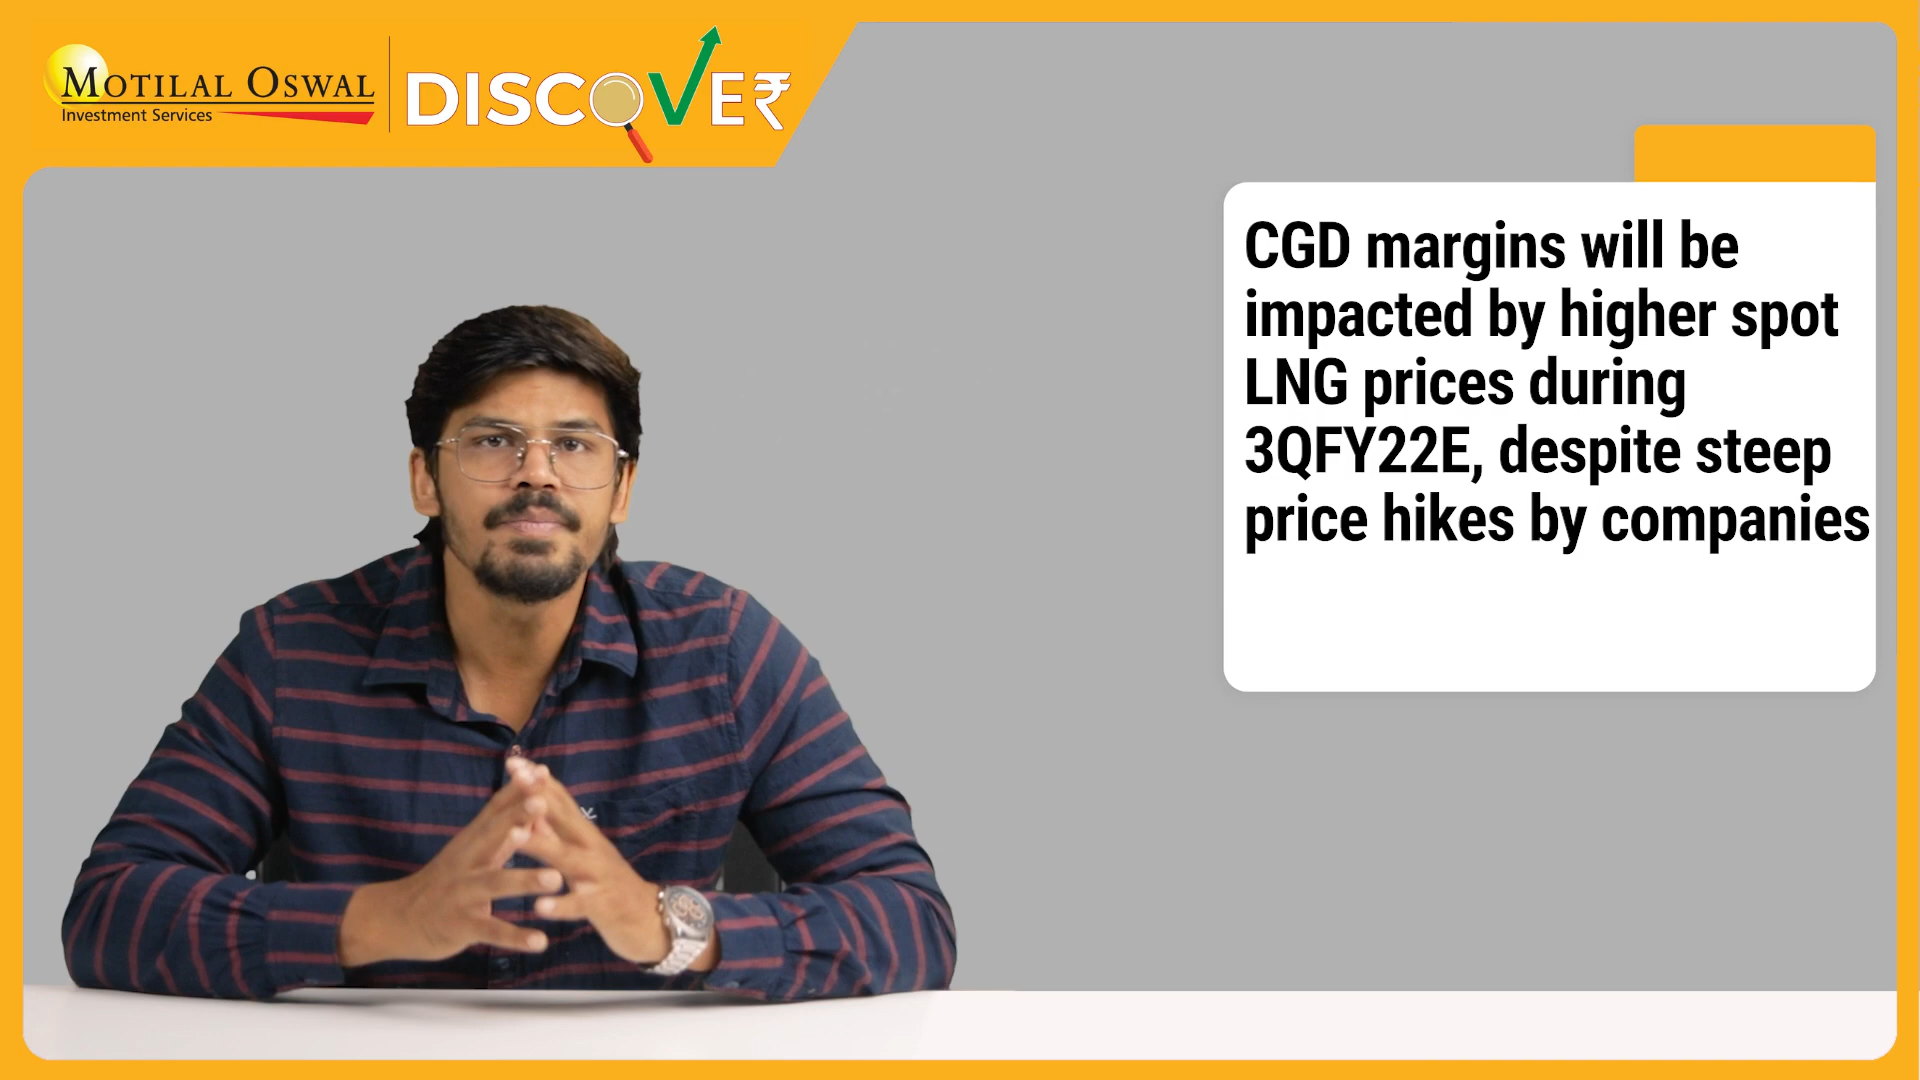 MOTILAL OSWAL
Investment Services
DISCOVE₹
CGD margins will be
impacted by higher spot
LNG prices during
3QFY22E, despite steep
price hikes by companies